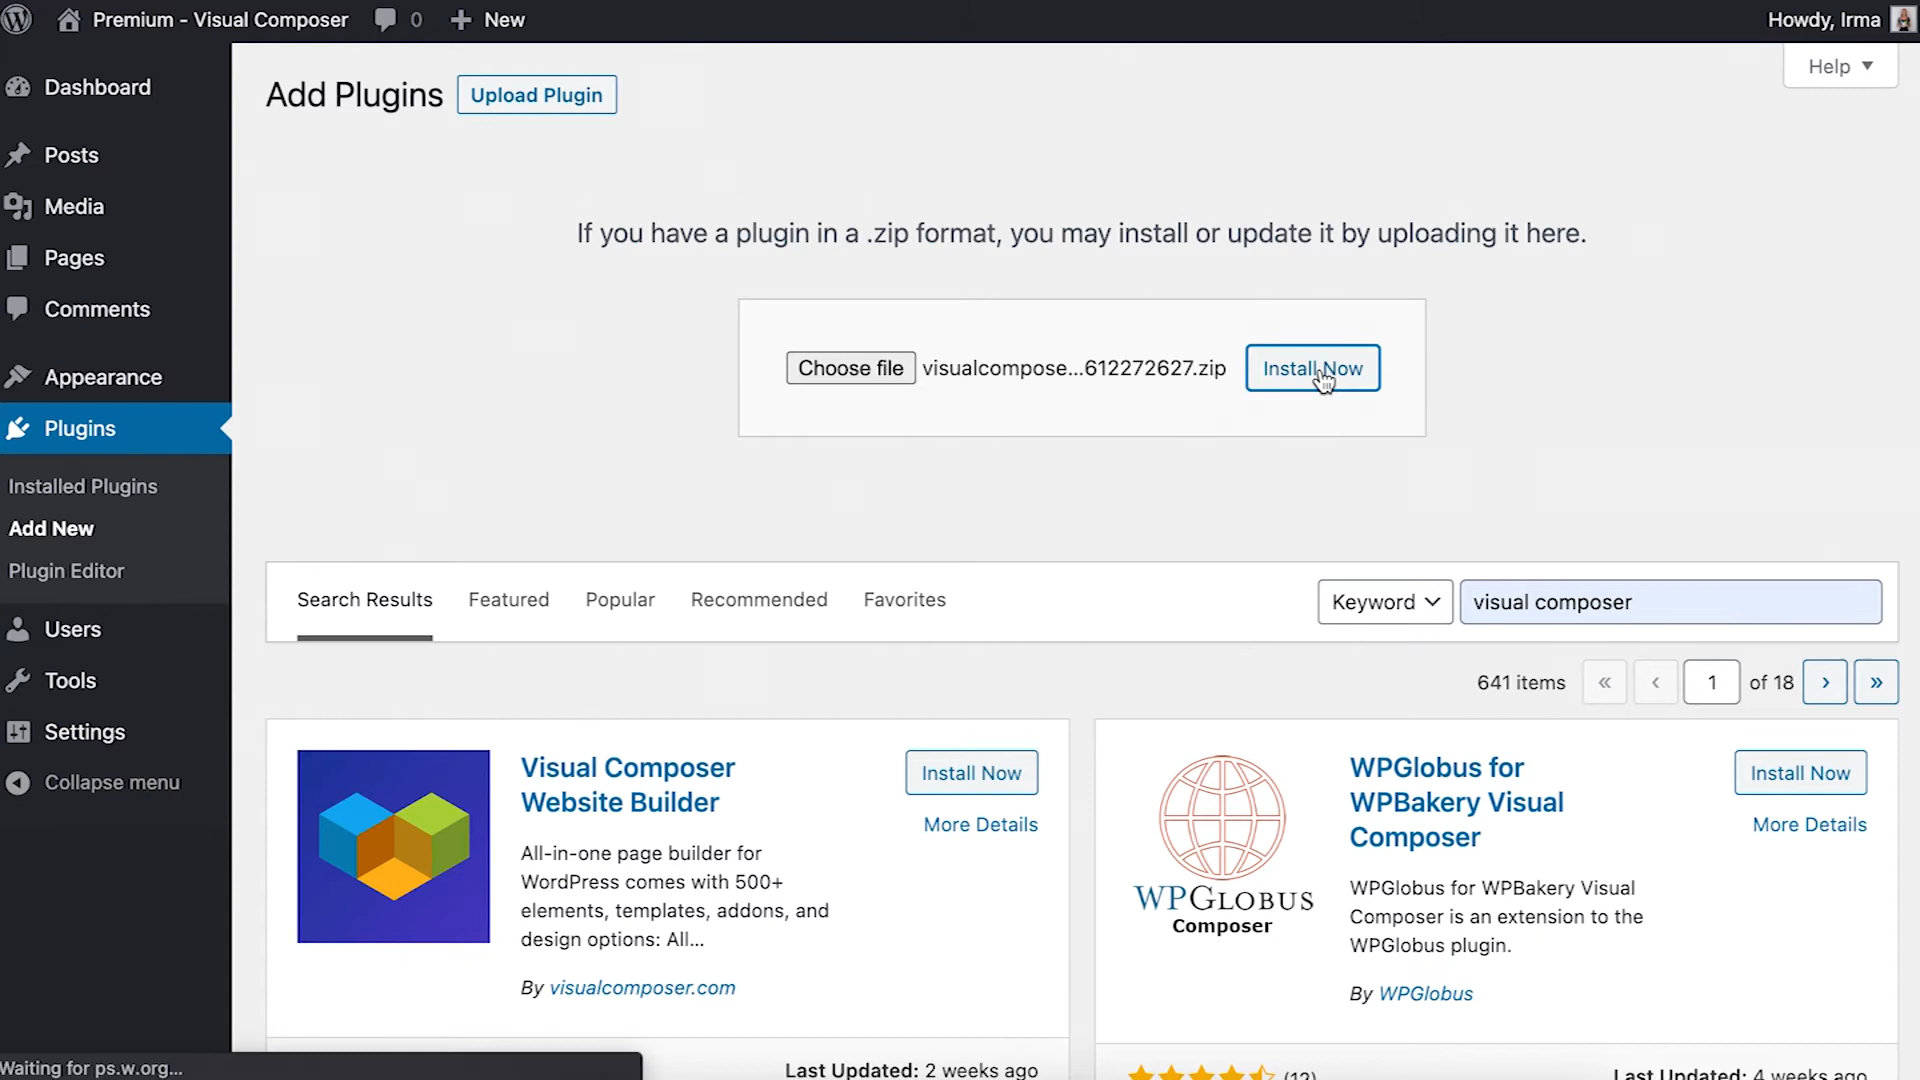 Premium - Visual Composer
0
New
Howdy, Irma
Help
Dashboard
Posts
Media
Pages
Comments
Appearance
Plugins
Installed Plugins
Add New
Plugin Editor
Users
Tools
Settings
Collapse menu
Add Plugins
Upload Plugin
If you have a plugin in a .zip format, you may install or update it by uploading it here.
Choose file visualcompose...612272627.zip
Install Now
Search Results
Featured
Popular
Recommended
Favorites
Keyword
visual composer
641 items
«
‹
1
of 18
›
»
Visual Composer
Website Builder
Install Now
More Details
All-in-one page builder for
WordPress comes with 500+
elements, templates, addons, and
design options: All...
By visualcomposer.com
Last Updated: 2 weeks ago
WPGLOBUS
Composer
WPGlobus for
WPBakery Visual
Composer
Install Now
More Details
WPGlobus for WPBakery Visual
Composer is an extension to the
WPGlobus plugin.
By WPGlobus
(12)
Last Updated: 4 weeks ago
Waiting for ps.w.org...